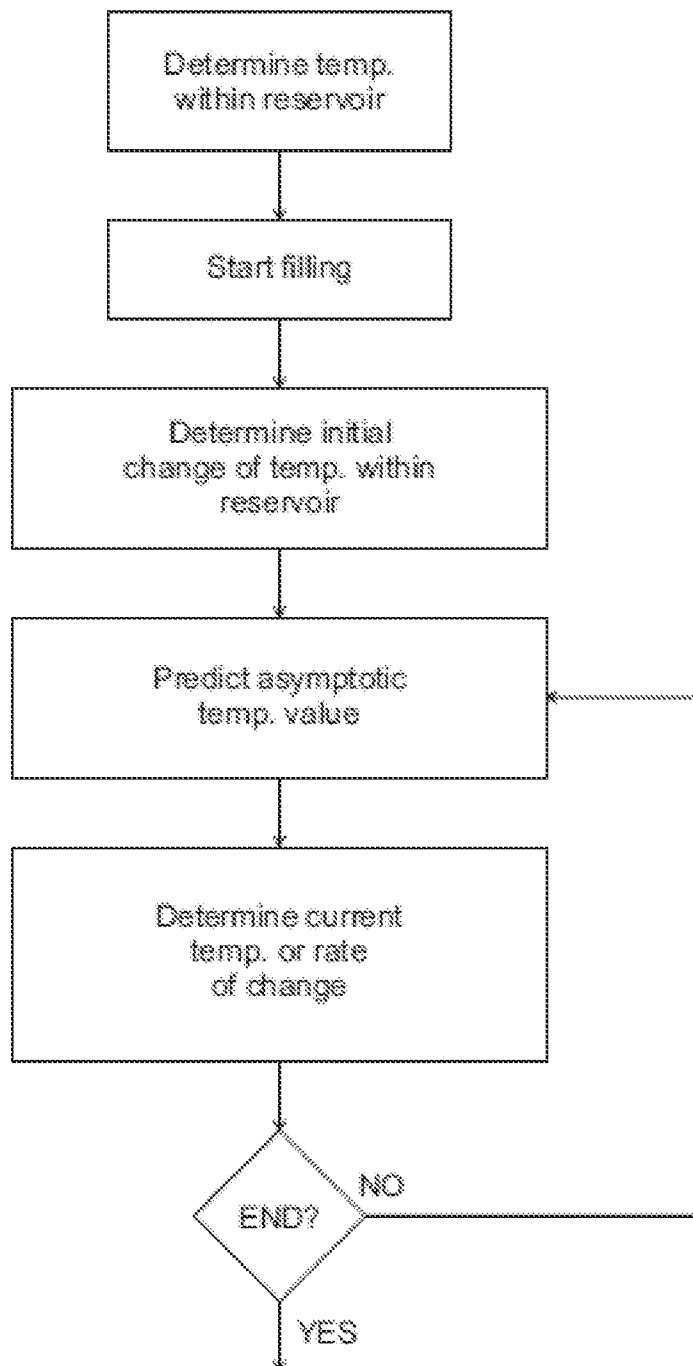 Determine temp.
within reservoir
Start filling
Determine initial
change of temp. within
reservoir
Predict asymptotic
temp. value
Determine current
temp. or rate
of change
END?
NO
YES